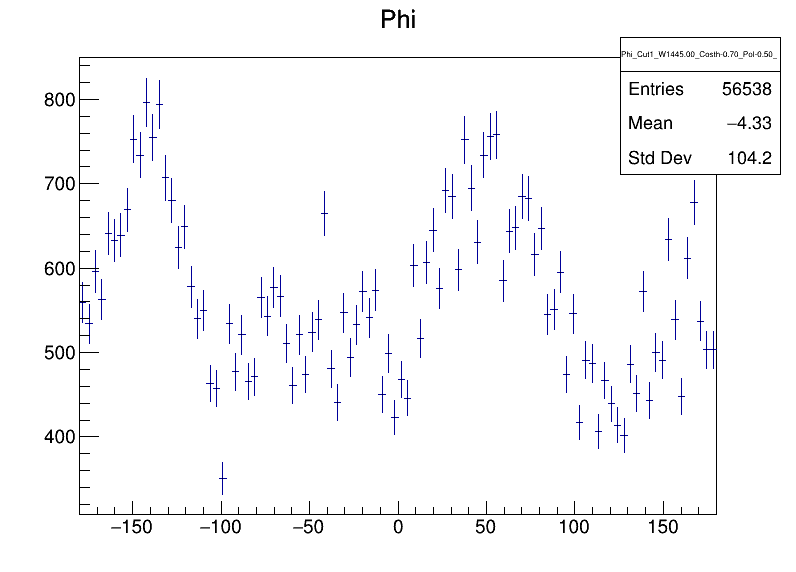 Phi
Phi_Cut1_W1445.00_Costh-0.70_Pol-0.50_
Entries 56538
Mean −4.33
Std Dev 104.2
800
700
600
500
400
−150 −100 −50 0 50 100 150